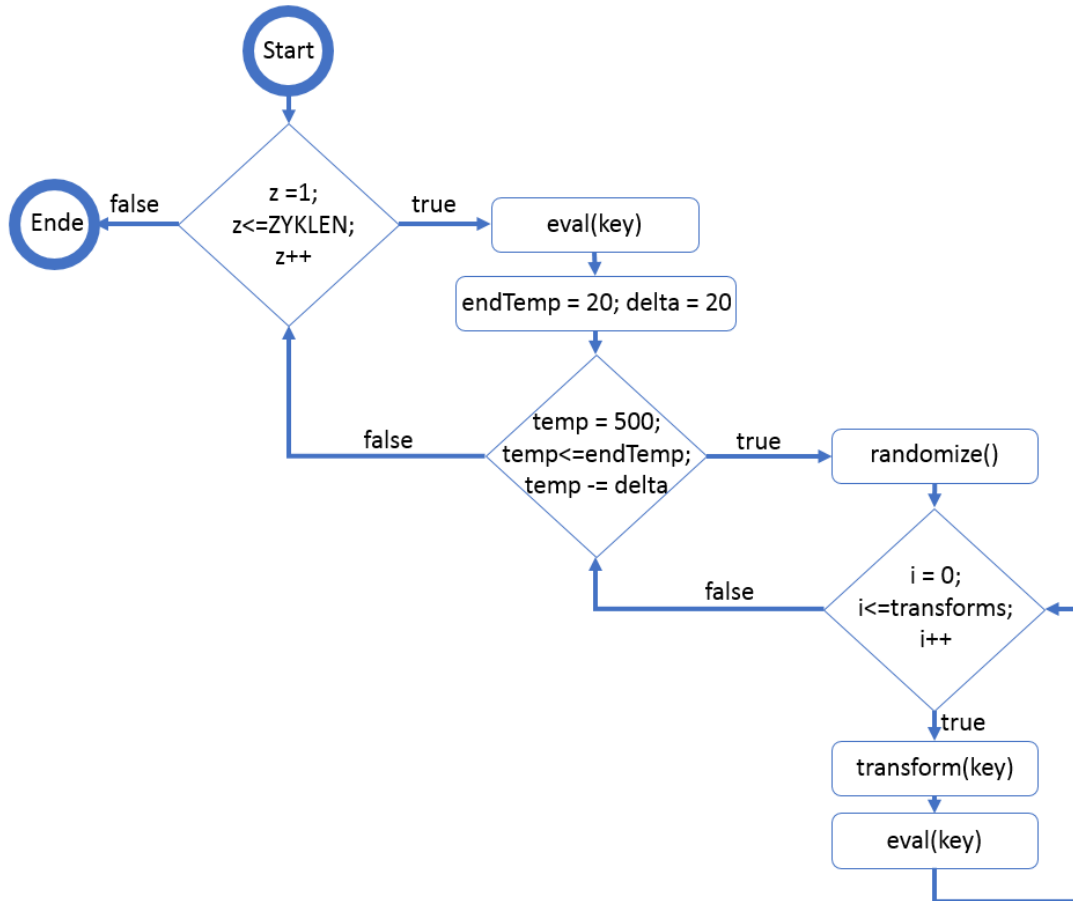 Start
z =1;
z<=ZYKLEN;
z++
false
Ende
true
eval(key)
endTemp = 20; delta = 20
temp = 500;
temp<=endTemp;
temp -= delta
false
true
randomize()
i = 0;
i<=transforms;
i++
false
true
transform(key)
eval(key)